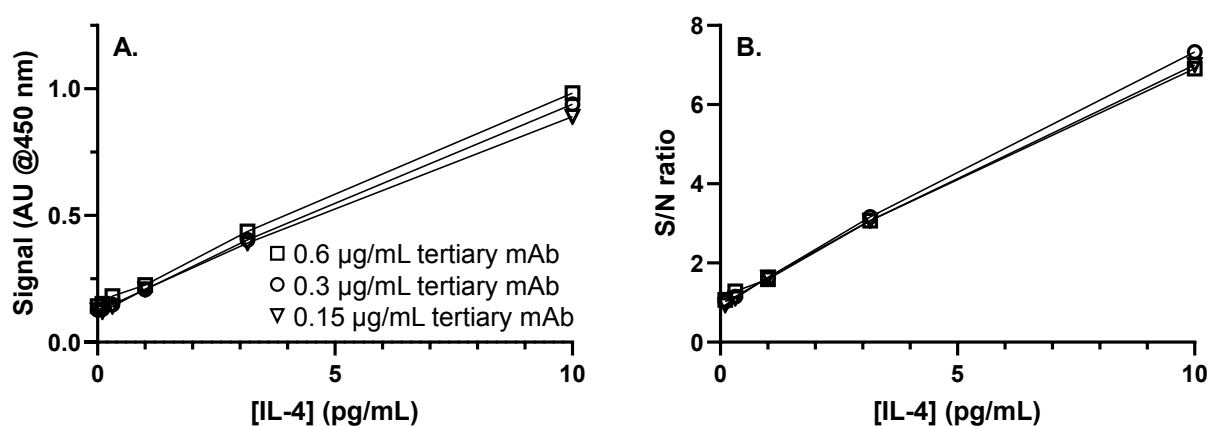 A.
Signal (AU @450 nm)
1.0
0.5
0.0
0
5
10
[IL-4] (pg/mL)
0.6 µg/mL tertiary mAb
0.3 µg/mL tertiary mAb
0.15 µg/mL tertiary mAb
B.
S/N ratio
8
6
4
2
0
0
5
10
[IL-4] (pg/mL)